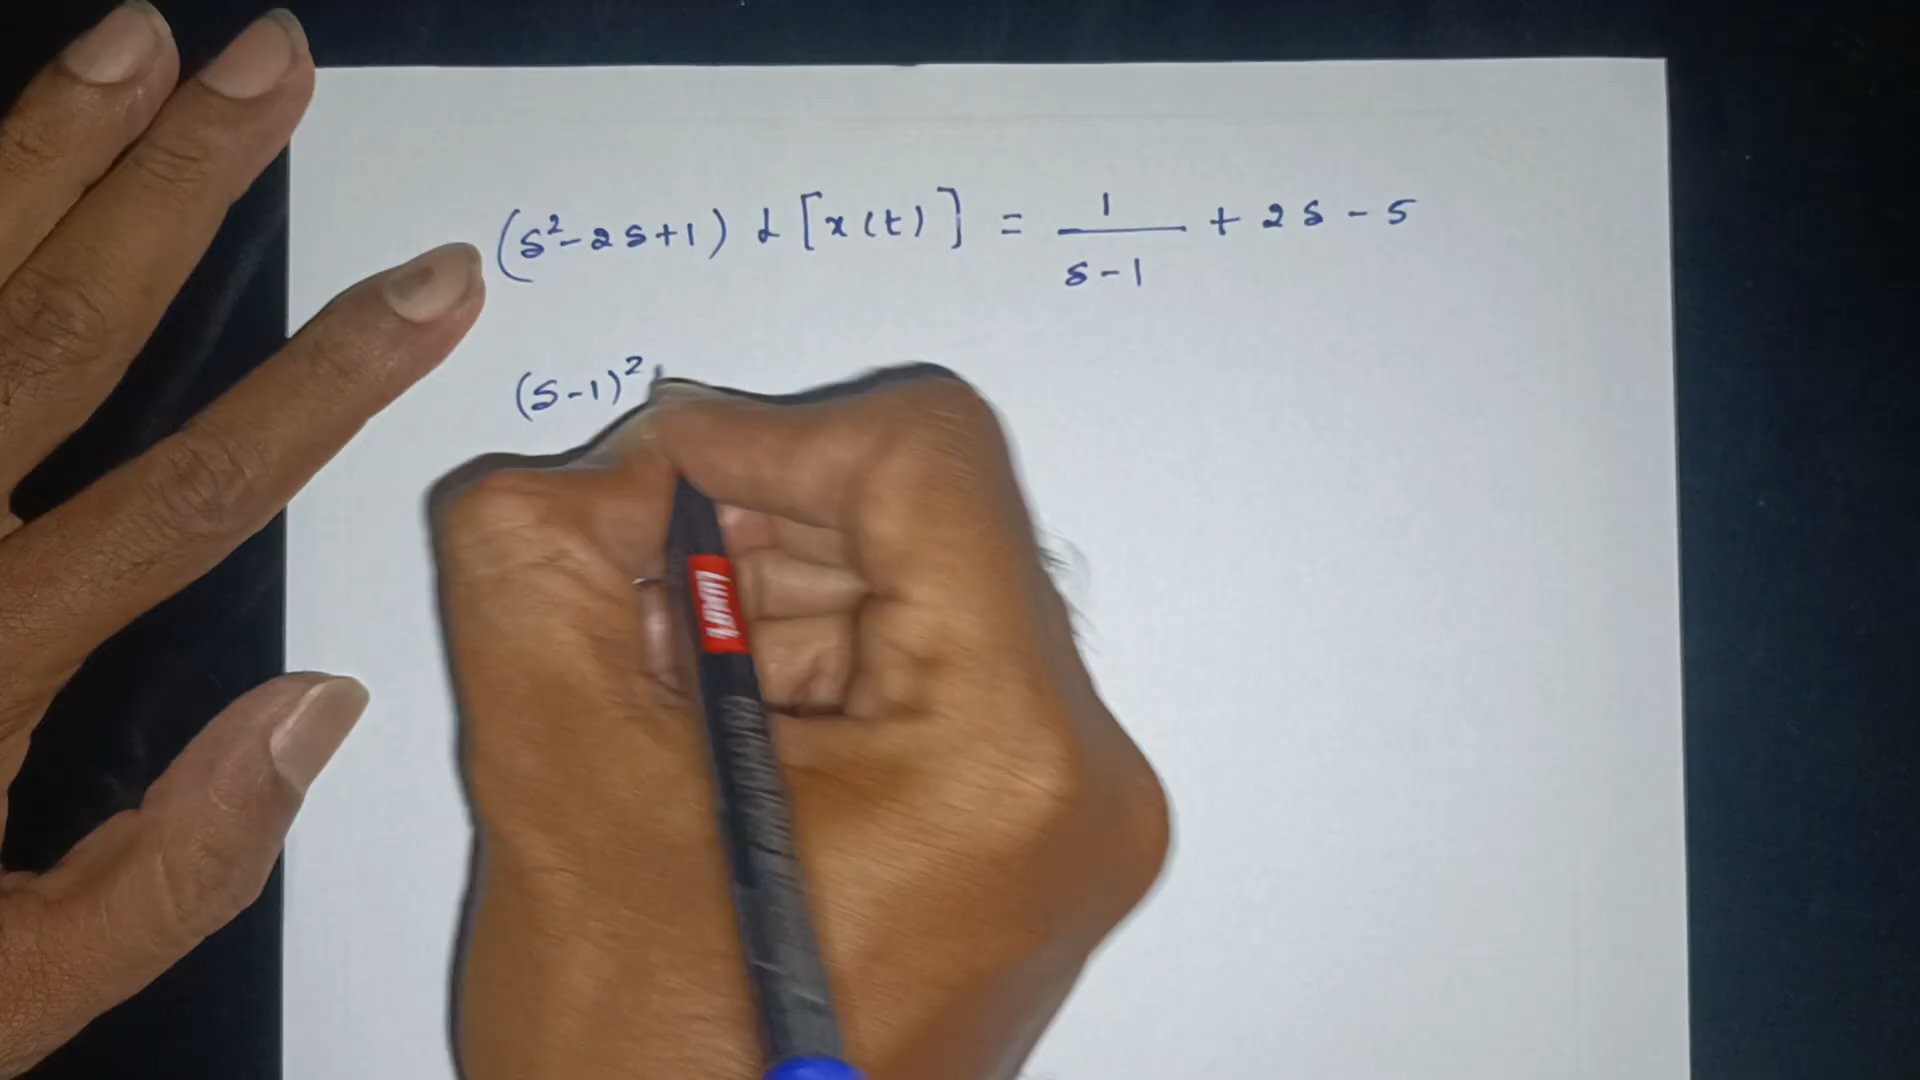 (s²-2s+1) L[x(t)] = 1/(s-1) + 2s - 5
(s-1)²